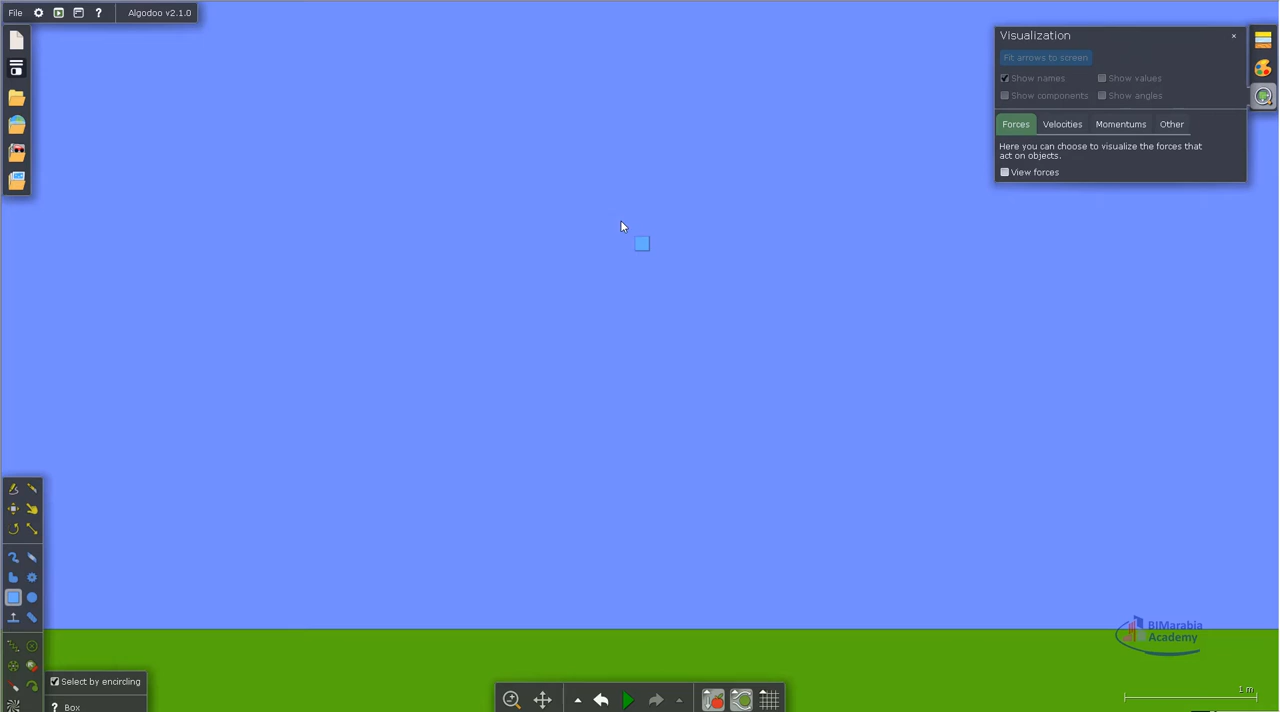 File ? Algodoo v2.1.0
Visualization ×
Fit arrows to screen
Show names Show values
Show components Show angles
Forces Velocities Momentums Other
Here you can choose to visualize the forces that
act on objects.
View forces
BIMarabia
Academy
Select by encircling
? Box
1 m